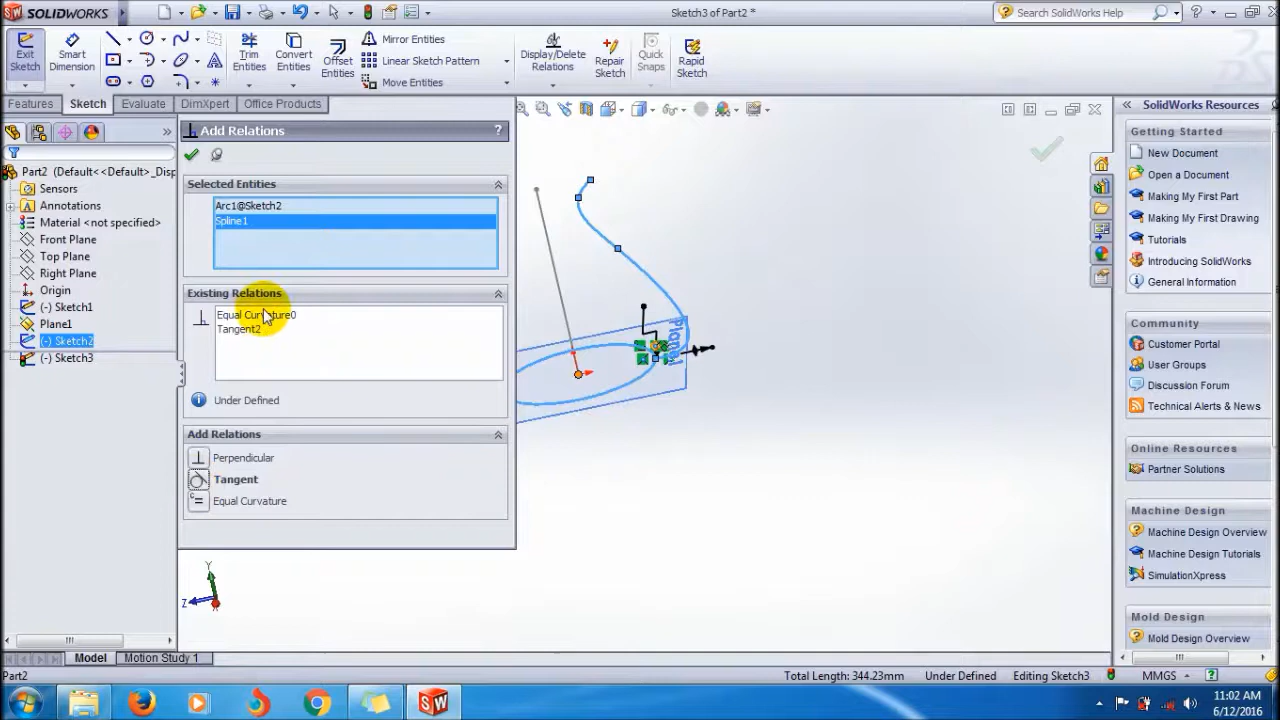 SOLIDWORKS
Sketch3 of Part2 *
Search SolidWorks Help
Exit Sketch
Smart Dimension
Trim Entities
Convert Entities
Offset Entities
Mirror Entities
Linear Sketch Pattern
Move Entities
Display/Delete Relations
Repair Sketch
Quick Snaps
Rapid Sketch
Features
Sketch
Evaluate
DimXpert
Office Products
Part2 (Default<<Default>_Disp
Sensors
Annotations
Material <not specified>
Front Plane
Top Plane
Right Plane
Origin
(-) Sketch1
Plane1
(-) Sketch2
(-) Sketch3
Add Relations
?
Selected Entities
Arc1@Sketch2
Spline1
Existing Relations
Equal Curvature0
Tangent2
Under Defined
Add Relations
Perpendicular
Tangent
Equal Curvature
Plane1
Y
Z
X
SolidWorks Resources
Getting Started
New Document
Open a Document
Making My First Part
Making My First Drawing
Tutorials
Introducing SolidWorks
General Information
Community
Customer Portal
User Groups
Discussion Forum
Technical Alerts & News
Online Resources
Partner Solutions
Machine Design
Machine Design Overview
Machine Design Tutorials
SimulationXpress
Mold Design
Mold Design Overview
Model
Motion Study 1
Part2
Total Length: 344.23mm
Under Defined
Editing Sketch3
MMGS
11:02 AM
6/12/2016